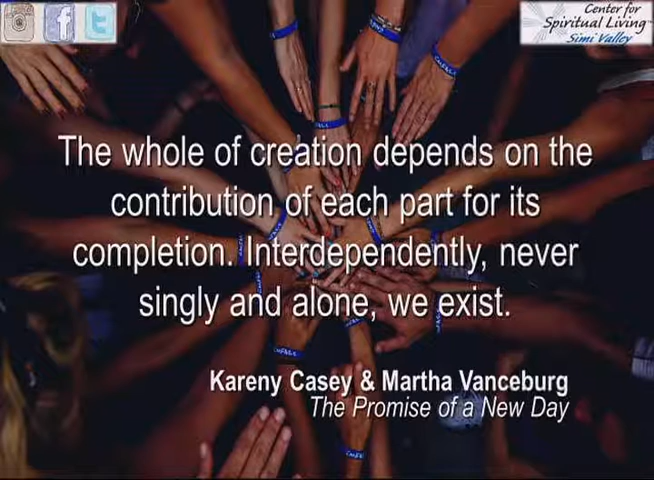 Center for
Spiritual Living
Simi Valley
The whole of creation depends on the
contribution of each part for its
completion. Interdependently, never
singly and alone, we exist.
Kareny Casey & Martha Vanceburg
The Promise of a New Day